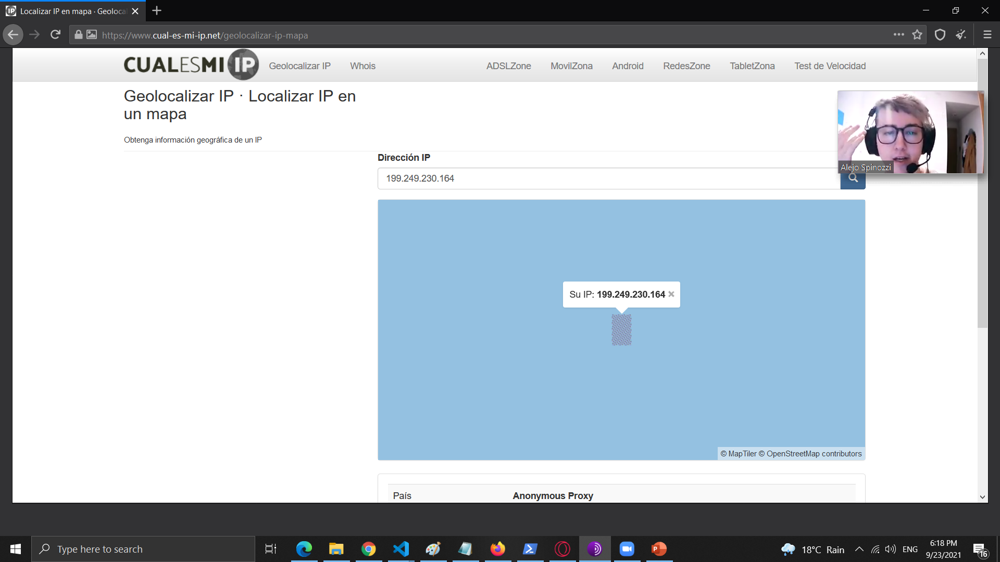 Localizar IP en mapa · Geoloca
https://www.cual-es-mi-ip.net/geolocalizar-ip-mapa
CUALESMI IP
Geolocalizar IP
Whois
ADSLZone
MovilZona
Android
RedesZone
TabletZona
Test de Velocidad
Geolocalizar IP · Localizar IP en
un mapa
Obtenga información geográfica de un IP
Alejo Spinozzi
Dirección IP
199.249.230.164
Su IP: 199.249.230.164
© MapTiler © OpenStreetMap contributors
País
Anonymous Proxy
Type here to search
18°C Rain
ENG
6:18 PM
9/23/2021
16